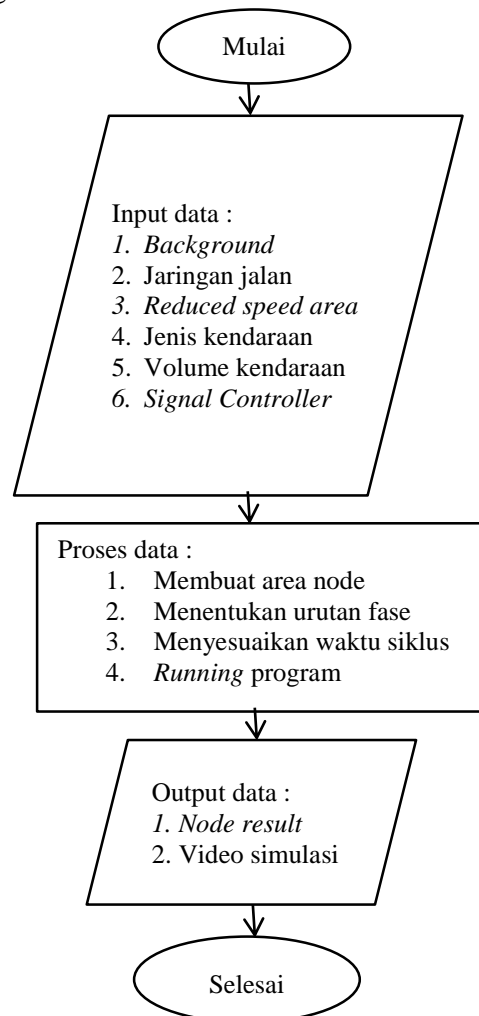 Mulai
Input data :
1. Background
2. Jaringan jalan
3. Reduced speed area
4. Jenis kendaraan
5. Volume kendaraan
6. Signal Controller
Proses data :
1. Membuat area node
2. Menentukan urutan fase
3. Menyesuaikan waktu siklus
4. Running program
Output data :
1. Node result
2. Video simulasi
Selesai